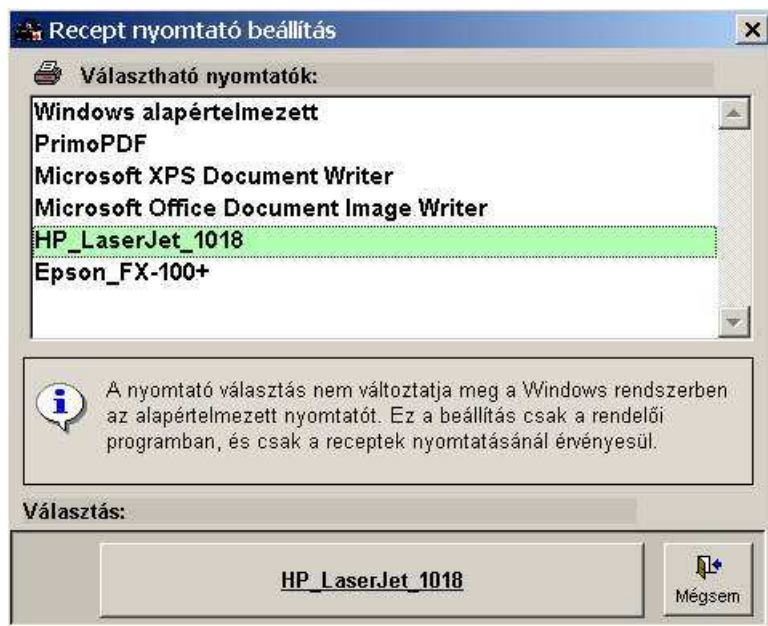 Recept nyomtató beállítás
Választható nyomtatók:
Windows alapértelmezett
PrimoPDF
Microsoft XPS Document Writer
Microsoft Office Document Image Writer
HP_LaserJet_1018
Epson_FX-100+
A nyomtató választás nem változtatja meg a Windows rendszerben
az alapértelmezett nyomtatót. Ez a beállítás csak a rendelői
programban, és csak a receptek nyomtatásánál érvényesül.
Választás:
HP_LaserJet_1018
Mégsem